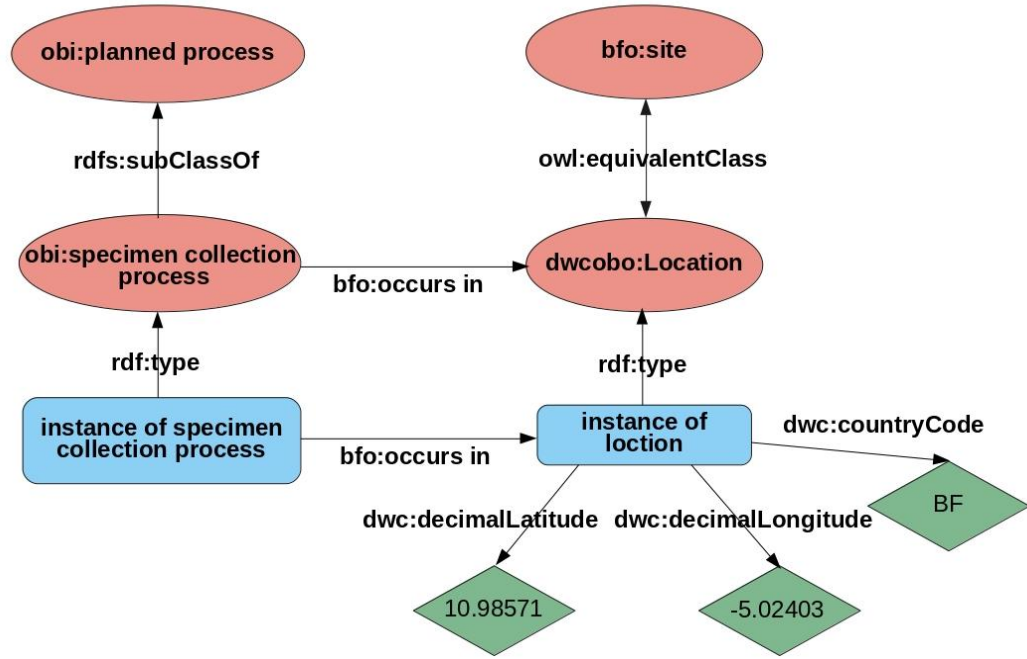 obi:planned process
bfo:site
rdfs:subClassOf
owl:equivalentClass
obi:specimen collection
process
bfo:occurs in
dwcobo:Location
rdf:type
rdf:type
instance of specimen
collection process
bfo:occurs in
instance of
loction
dwc:countryCode
BF
dwc:decimalLatitude
dwc:decimalLongitude
10.98571
-5.02403